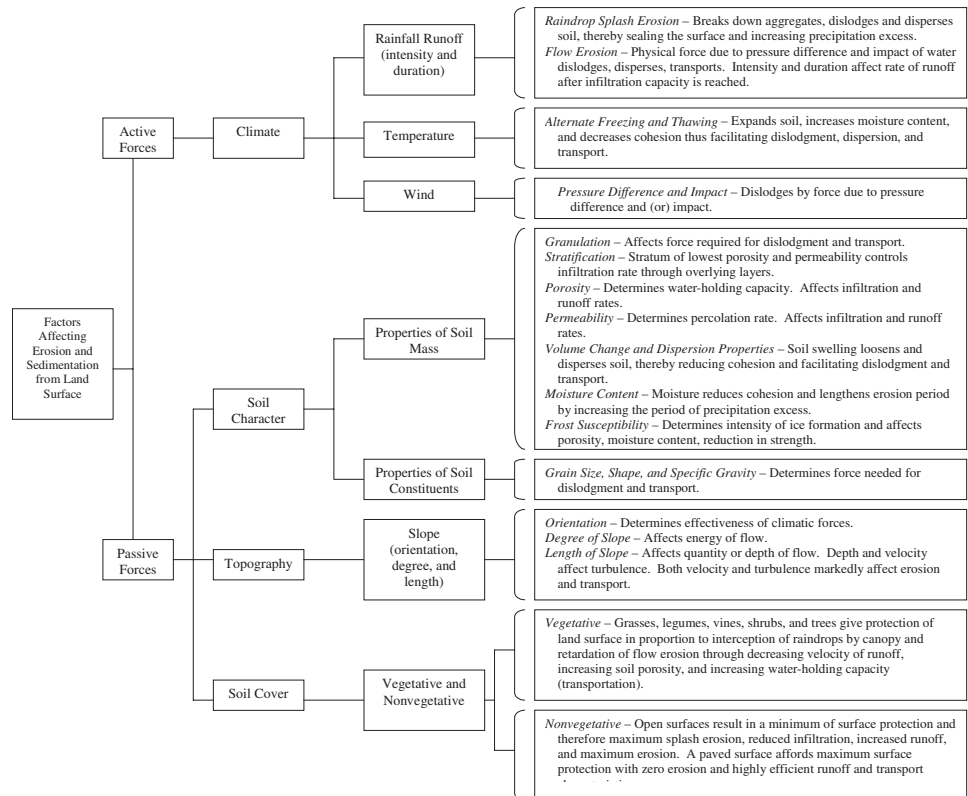 Factors
Affecting
Erosion and
Sedimentation
from Land
Surface
Active
Forces
Climate
Rainfall Runoff
(intensity and
duration)
Raindrop Splash Erosion – Breaks down aggregates, dislodges and disperses
soil, thereby sealing the surface and increasing precipitation excess.
Flow Erosion – Physical force due to pressure difference and impact of water
dislodges, disperses, transports. Intensity and duration affect rate of runoff
after infiltration capacity is reached.
Temperature
Alternate Freezing and Thawing – Expands soil, increases moisture content,
and decreases cohesion thus facilitating dislodgment, dispersion, and
transport.
Wind
Pressure Difference and Impact – Dislodges by force due to pressure
difference and (or) impact.
Passive
Forces
Soil
Character
Properties of Soil
Mass
Granulation – Affects force required for dislodgment and transport.
Stratification – Stratum of lowest porosity and permeability controls
infiltration rate through overlying layers.
Porosity – Determines water-holding capacity. Affects infiltration and
runoff rates.
Permeability – Determines percolation rate. Affects infiltration and runoff
rates.
Volume Change and Dispersion Properties – Soil swelling loosens and
disperses soil, thereby reducing cohesion and facilitating dislodgment and
transport.
Moisture Content – Moisture reduces cohesion and lengthens erosion period
by increasing the period of precipitation excess.
Frost Susceptibility – Determines intensity of ice formation and affects
porosity, moisture content, reduction in strength.
Properties of Soil
Constituents
Grain Size, Shape, and Specific Gravity – Determines force needed for
dislodgment and transport.
Topography
Slope
(orientation,
degree, and
length)
Orientation – Determines effectiveness of climatic forces.
Degree of Slope – Affects energy of flow.
Length of Slope – Affects quantity or depth of flow. Depth and velocity
affect turbulence. Both velocity and turbulence markedly affect erosion
and transport.
Soil Cover
Vegetative and
Nonvegetative
Vegetative – Grasses, legumes, vines, shrubs, and trees give protection of
land surface in proportion to interception of raindrops by canopy and
retardation of flow erosion through decreasing velocity of runoff,
increasing soil porosity, and increasing water-holding capacity
(transportation).
Nonvegetative – Open surfaces result in a minimum of surface protection and
therefore maximum splash erosion, reduced infiltration, increased runoff,
and maximum erosion. A paved surface affords maximum surface
protection with zero erosion and highly efficient runoff and transport